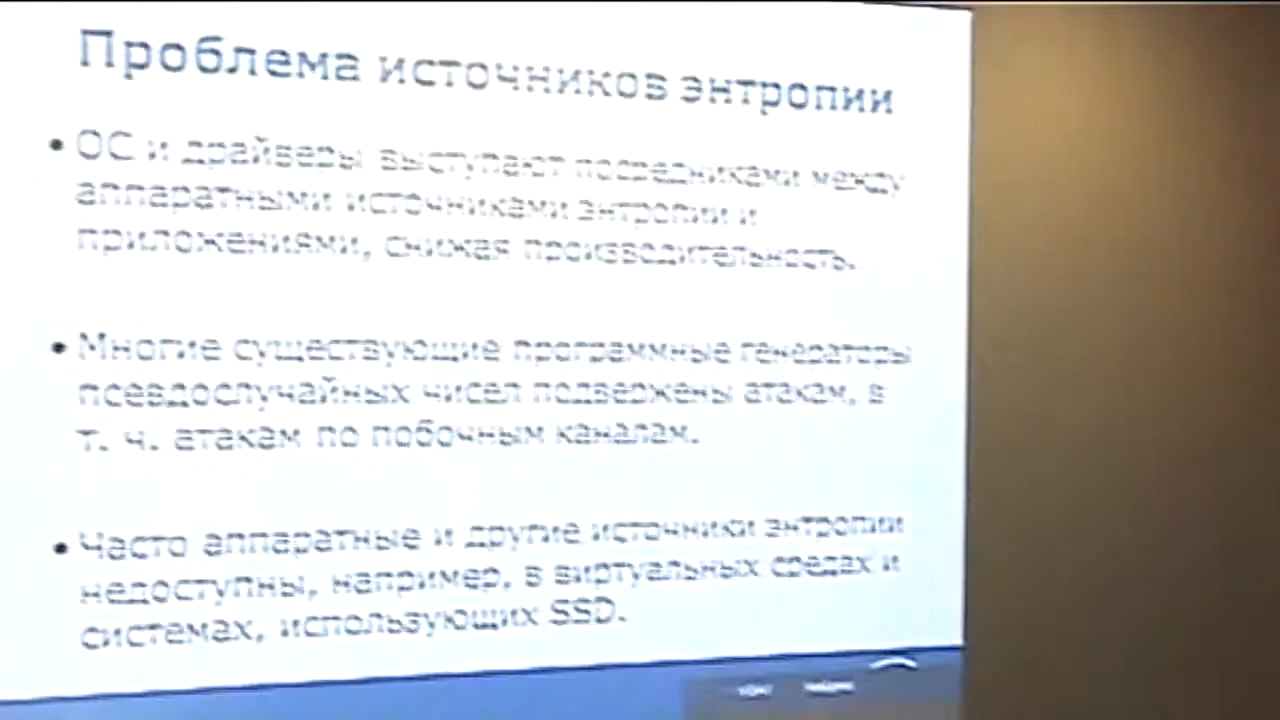 Проблема источников энтропии
• ОС и драйверы выступают посредниками между
аппаратными источниками энтропии и
приложениями, снижая производительность.
• Многие существующие программные генераторы
псевдослучайных чисел подвержены атакам, в
т. ч. атакам по побочным каналам.
• Часто аппаратные и другие источники энтропии
недоступны, например, в виртуальных средах и
системах, использующих SSD.